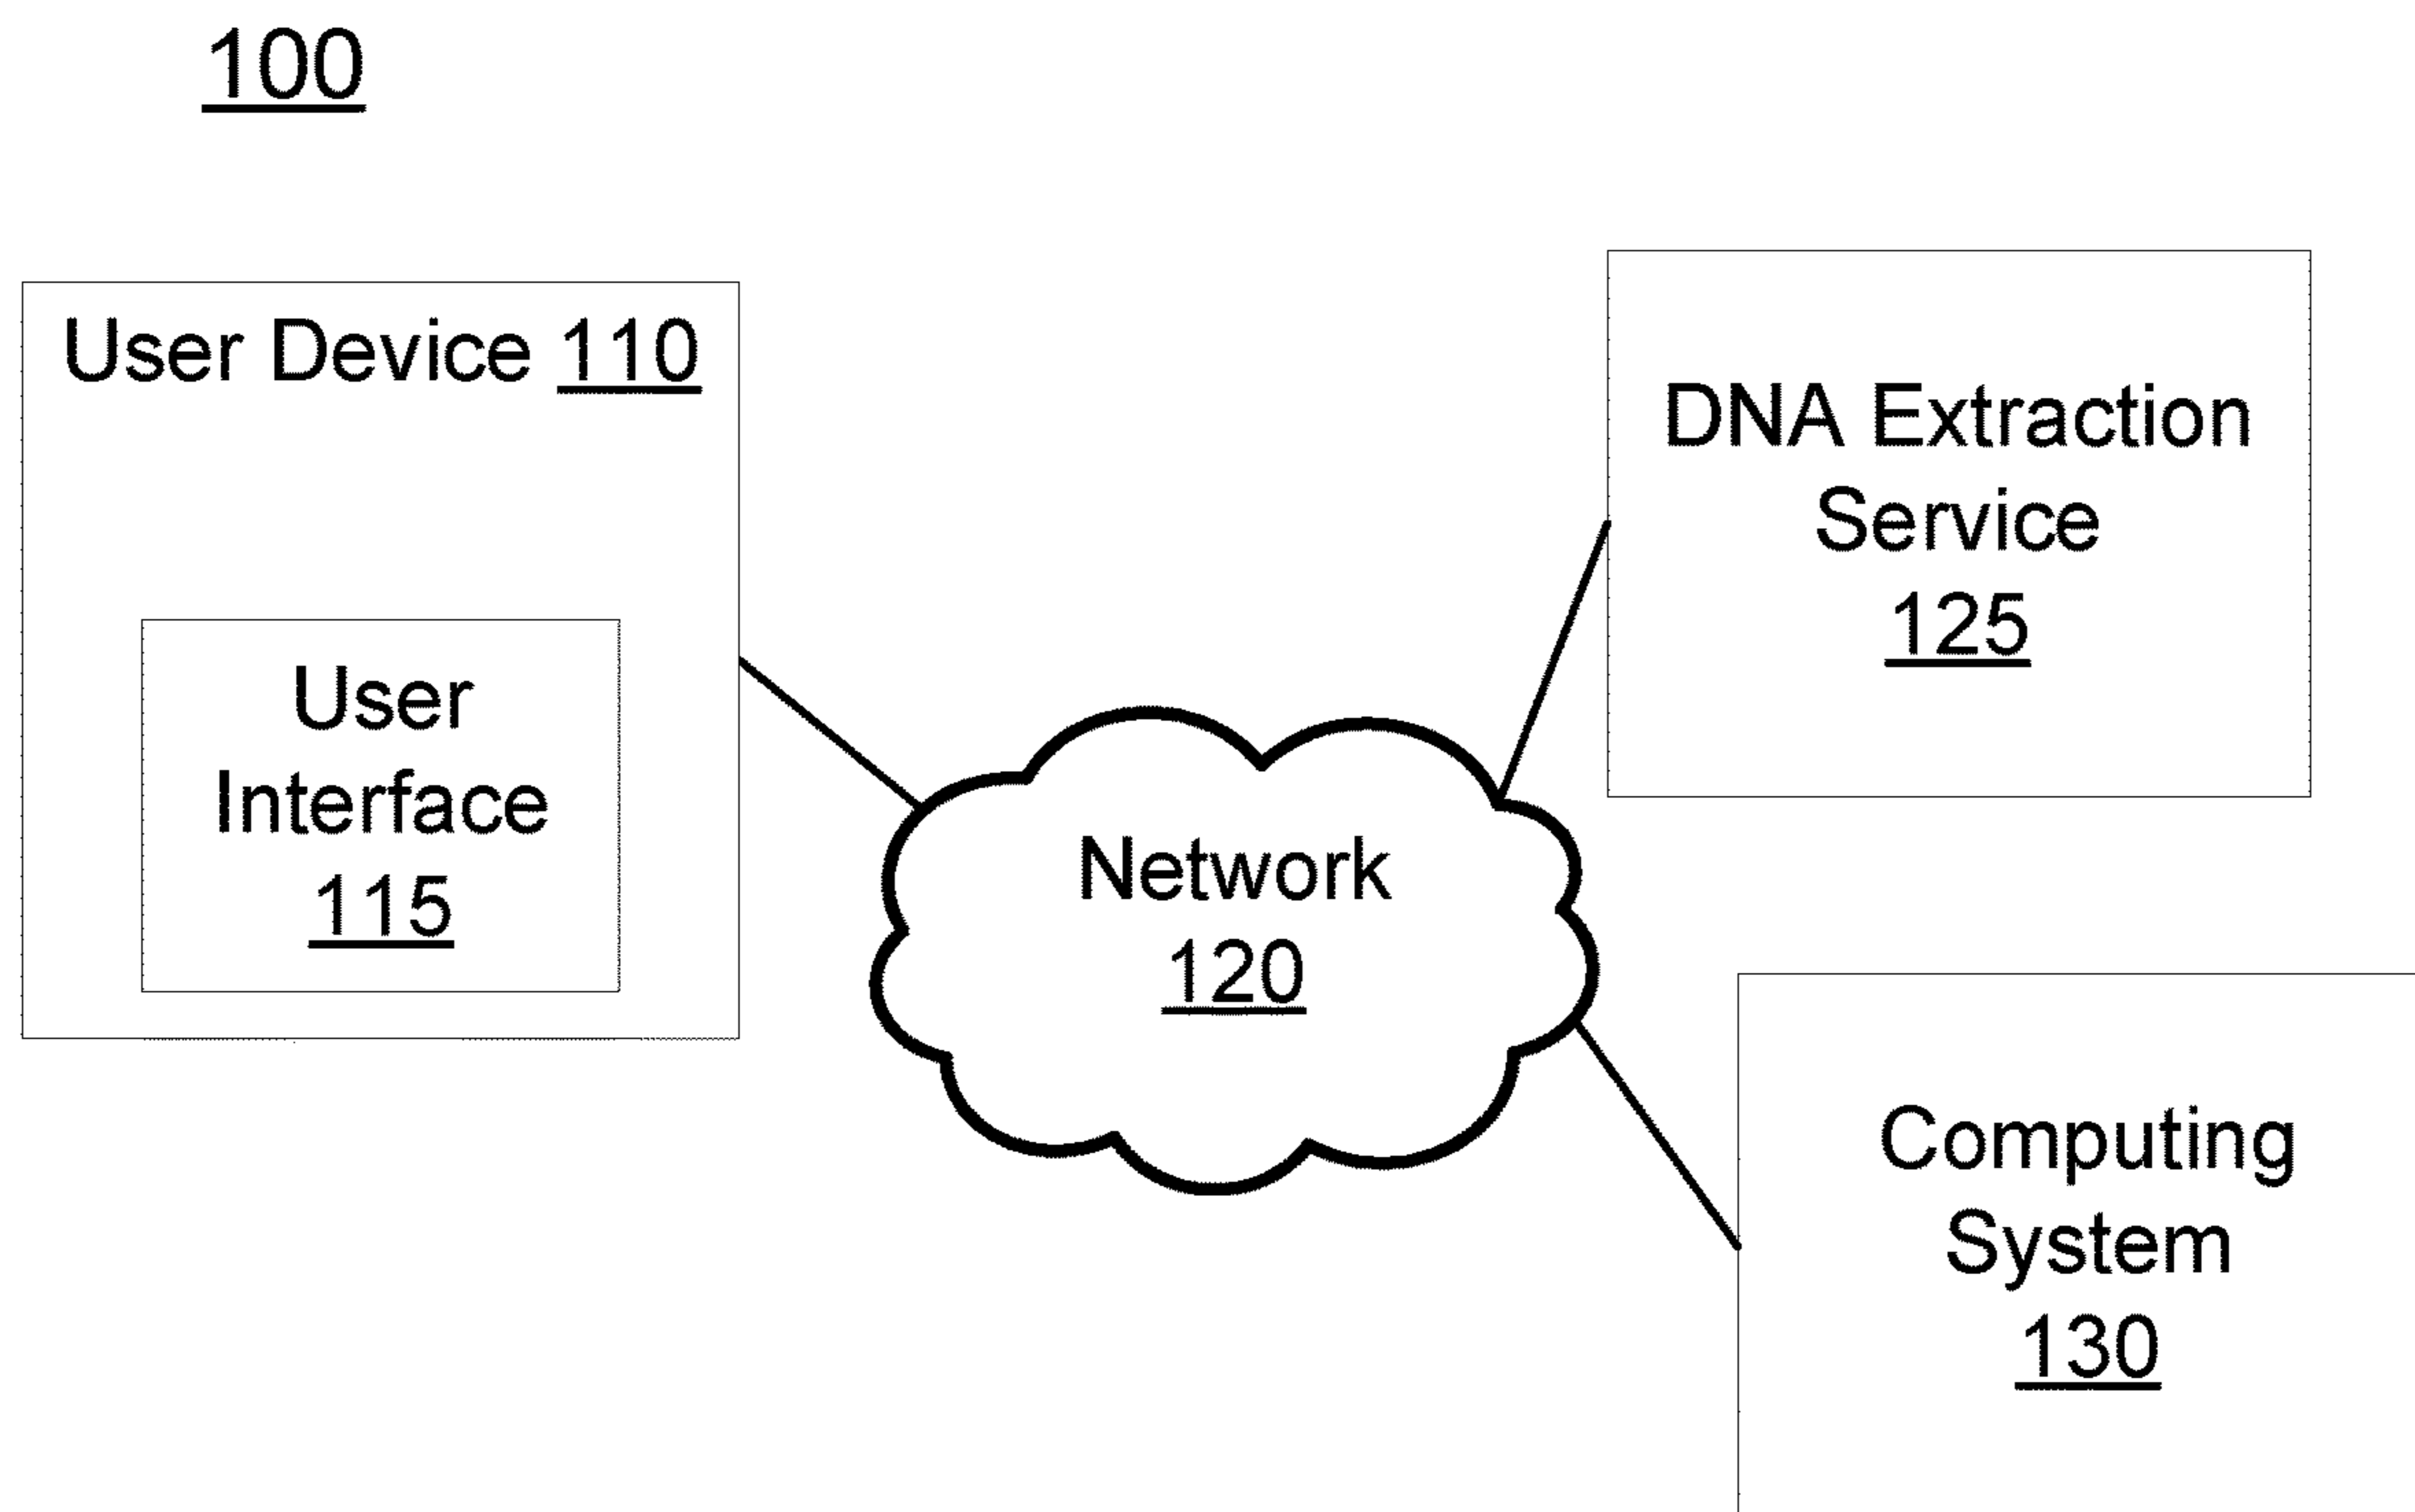 100
User Device 110
User
Interface
115
Network
120
DNA Extraction
Service
125
Computing
System
130